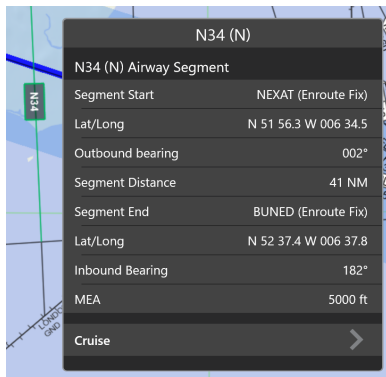 N34 (N)
N34 (N) Airway Segment
Segment Start NEXAT (Enroute Fix)
Lat/Long N 51 56.3 W 006 34.5
Outbound bearing 002°
Segment Distance 41 NM
Segment End BUNED (Enroute Fix)
Lat/Long N 52 37.4 W 006 37.8
Inbound Bearing 182°
MEA 5000 ft
Cruise
N34
LONDO
GND